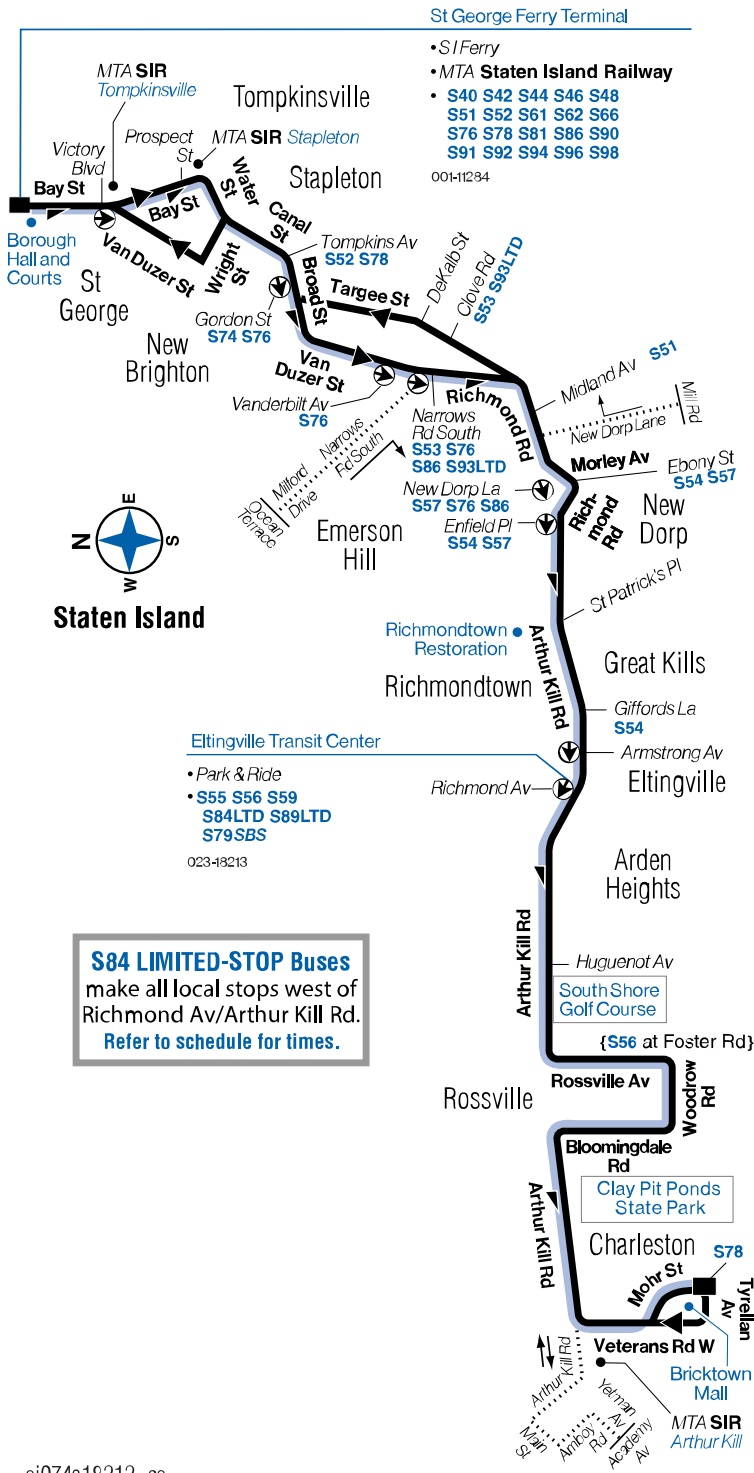 St George Ferry Terminal
• S I Ferry
• MTA Staten Island Railway
• S40 S42 S44 S46 S48
S51 S52 S61 S62 S66
S76 S78 S81 S86 S90
S91 S92 S94 S96 S98
001-11284
MTA SIR
Tompkinsville
Tompkinsville
Prospect
St
MTA SIR Stapleton
Victory
Blvd
Stapleton
Bay St
Bay St
Water
St
Canal
St
Borough
Hall and
Courts
Van Duzer St
Wright
St
St
George
Tompkins Av
S52 S78
Broad St
Targee St
DeKalb St
Clove Rd
S53 S93LTD
Gordon St
S74 S76
New
Brighton
Van
Duzer St
Vanderbilt Av
S76
Richmond
Rd
Midland Av S51
Mill Rd
New Dorp Lane
Narrows
Rd South
S53 S76
S86 S93LTD
Narrows
Rd South
Milford
Drive
Ocean
Terrace
Morley Av
Ebony St
S54 S57
New Dorp La
S57 S76 S86
Rich-
mond
Rd
Enfield Pl
S54 S57
New
Dorp
Emerson
Hill
N
E
S
W
Staten Island
St Patrick's Pl
Richmondtown
Restoration
Arthur Kill Rd
Great Kills
Richmondtown
Giffords La
S54
Eltingville Transit Center
Armstrong Av
• Park & Ride
• S55 S56 S59
S84LTD S89LTD
S79SBS
023-18213
Richmond Av
Eltingville
Arden
Heights
S84 LIMITED-STOP Buses
make all local stops west of
Richmond Av/Arthur Kill Rd.
Refer to schedule for times.
Arthur Kill Rd
Huguenot Av
South Shore
Golf Course
{S56 at Foster Rd}
Rossville Av
Woodrow
Rd
Rossville
Bloomingdale
Rd
Arthur Kill Rd
Clay Pit Ponds
State Park
Charleston
S78
Mohr St
Tyrellan
Av
Veterans Rd W
Bricktown
Mall
Arthur
Kill Rd
Main
St
Amboy
Rd
Yetman
Av
Academy
Av
MTA SIR
Arthur Kill